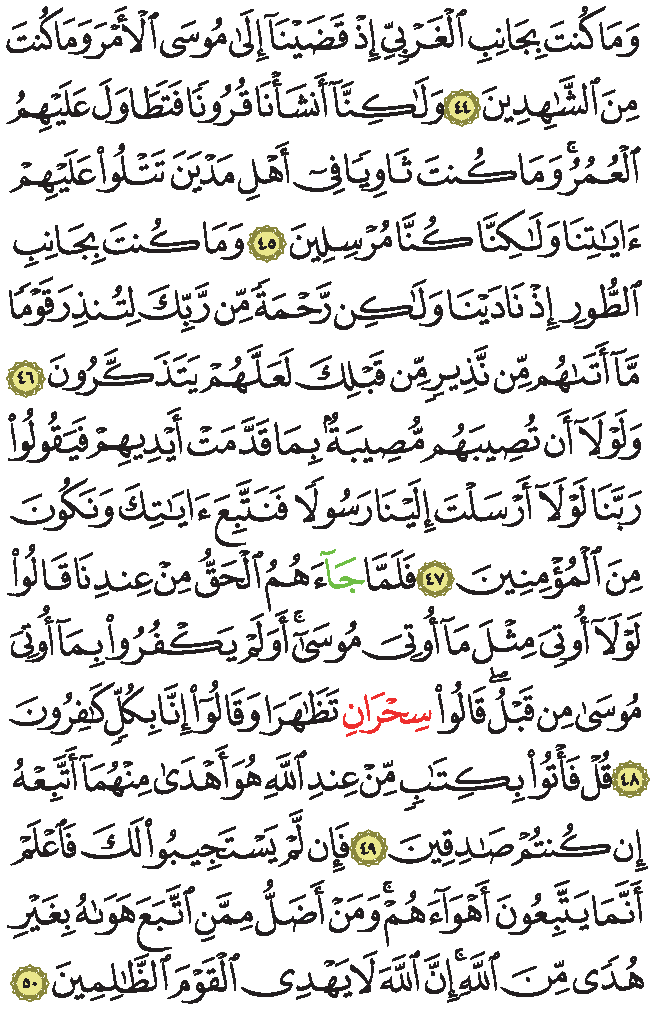 وَمَا كُنتَ بِجَانِبِ ٱلْغَرْبِىِّ إِذْ قَضَيْنَآ إِلَىٰ مُوسَى ٱلْأَمْرَ وَمَا كُنتَ
مِنَ ٱلشَّـٰهِدِينَ ٤٤ وَلَـٰكِنَّآ أَنشَأْنَا قُرُونًا فَتَطَاوَلَ عَلَيْهِمُ
ٱلْعُمُرُ ۚ وَمَا كُنتَ ثَاوِيًا فِىٓ أَهْلِ مَدْيَنَ تَتْلُوا۟ عَلَيْهِمْ
ءَايَـٰتِنَا وَلَـٰكِنَّا كُنَّا مُرْسِلِينَ ٤٥ وَمَا كُنتَ بِجَانِبِ
ٱلطُّورِ إِذْ نَادَيْنَا وَلَـٰكِن رَّحْمَةً مِّن رَّبِّكَ لِتُنذِرَ قَوْمًا
مَّآ أَتَىٰهُم مِّن نَّذِيرٍ مِّن قَبْلِكَ لَعَلَّهُمْ يَتَذَكَّرُونَ ٤٦
وَلَوْلَآ أَن تُصِيبَهُم مُّصِيبَةٌۢ بِمَا قَدَّمَتْ أَيْدِيهِمْ فَيَقُولُوا۟
رَبَّنَا لَوْلَآ أَرْسَلْتَ إِلَيْنَا رَسُولًا فَنَتَّبِعَ ءَايَـٰتِكَ وَنَكُونَ
مِنَ ٱلْمُؤْمِنِينَ ٤٧ فَلَمَّا جَآءَهُمُ ٱلْحَقُّ مِنْ عِندِنَا قَالُوا۟
لَوْلَآ أُوتِىَ مِثْلَ مَآ أُوتِىَ مُوسَىٰٓ ۚ أَوَلَمْ يَكْفُرُوا۟ بِمَآ أُوتِىَ
مُوسَىٰ مِن قَبْلُ ۖ قَالُوا۟ سِحْرَانِ تَظَـٰهَرَا وَقَالُوٓا۟ إِنَّا بِكُلٍّ كَـٰفِرُونَ
٤٨ قُلْ فَأْتُوا۟ بِكِتَـٰبٍ مِّنْ عِندِ ٱللَّهِ هُوَ أَهْدَىٰ مِنْهُمَآ أَتَّبِعْهُ
إِن كُنتُمْ صَـٰدِقِينَ ٤٩ فَإِن لَّمْ يَسْتَجِيبُوا۟ لَكَ فَٱعْلَمْ
أَنَّمَا يَتَّبِعُونَ أَهْوَآءَهُمْ ۚ وَمَنْ أَضَلُّ مِمَّنِ ٱتَّبَعَ هَوَىٰهُ بِغَيْرِ
هُدًى مِّنَ ٱللَّهِ ۚ إِنَّ ٱللَّهَ لَا يَهْدِى ٱلْقَوْمَ ٱلظَّـٰلِمِينَ ٥٠